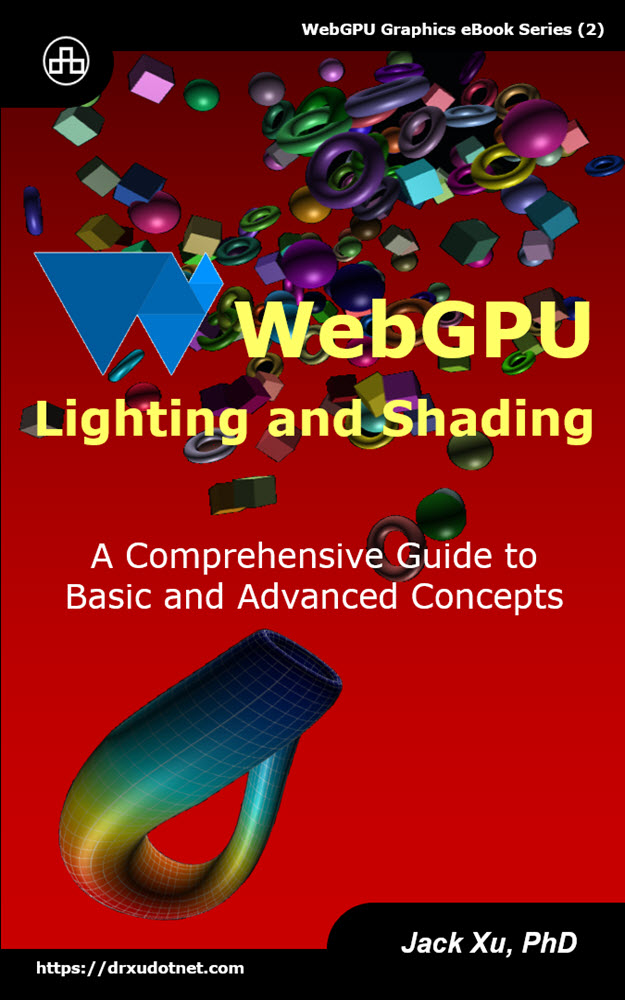 WebGPU Graphics eBook Series (2)
WebGPU
Lighting and Shading
A Comprehensive Guide to
Basic and Advanced Concepts
Jack Xu, PhD
https://drxudotnet.com